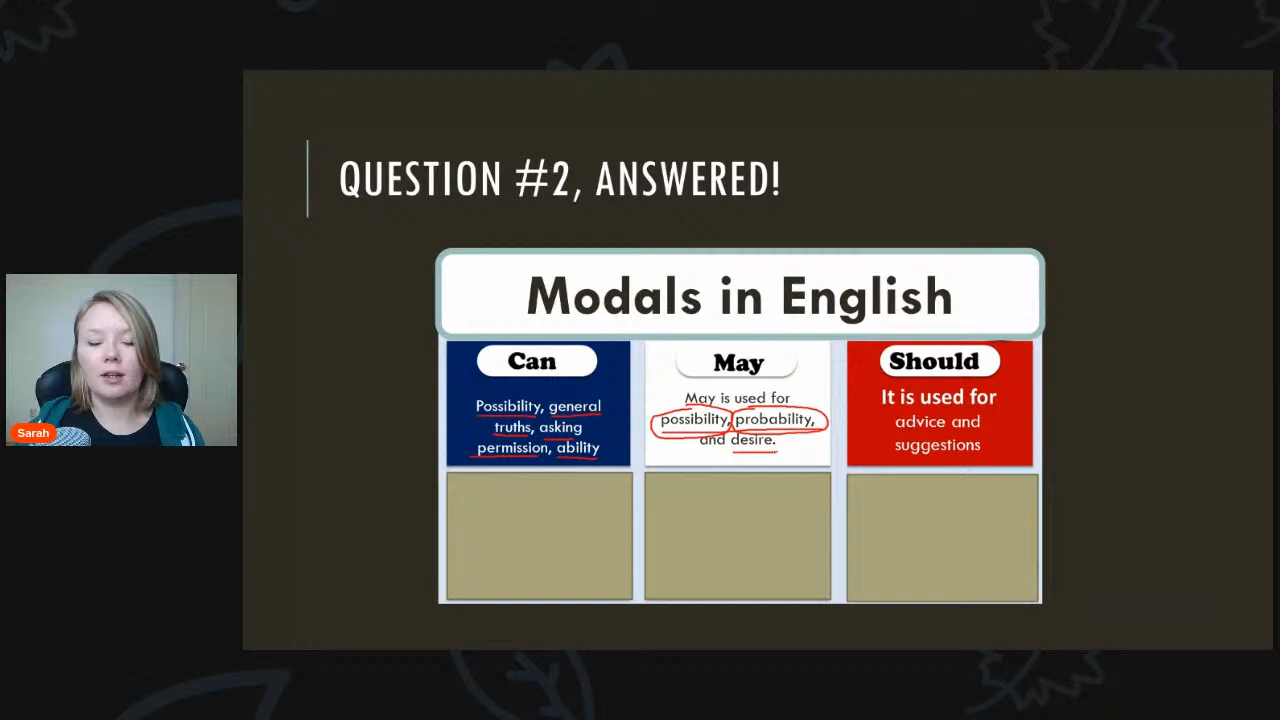 QUESTION #2, ANSWERED!
Modals in English
Can
Possibility, general
truths, asking
permission, ability
May
May is used for
possibility, probability,
and desire.
Should
It is used for
advice and
suggestions
Sarah